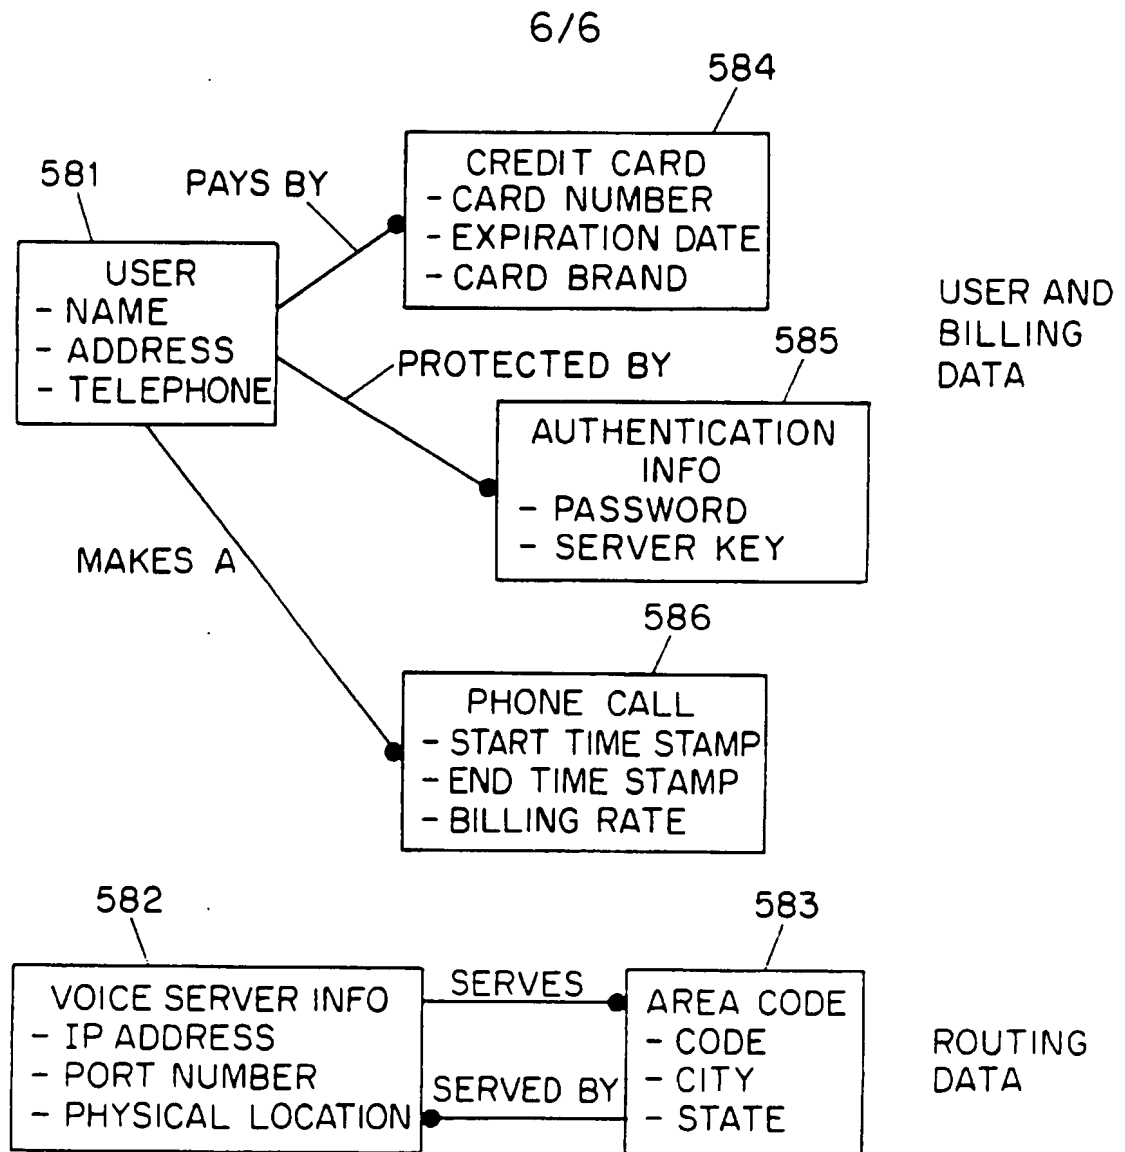 6/6
584
CREDIT CARD
- CARD NUMBER
- EXPIRATION DATE
- CARD BRAND
581
PAYS BY
USER
- NAME
- ADDRESS
- TELEPHONE
USER AND
BILLING
DATA
585
PROTECTED BY
AUTHENTICATION
INFO
- PASSWORD
- SERVER KEY
MAKES A
586
PHONE CALL
- START TIME STAMP
- END TIME STAMP
- BILLING RATE
582
VOICE SERVER INFO
- IP ADDRESS
- PORT NUMBER
- PHYSICAL LOCATION
SERVES
SERVED BY
583
AREA CODE
- CODE
- CITY
- STATE
ROUTING
DATA